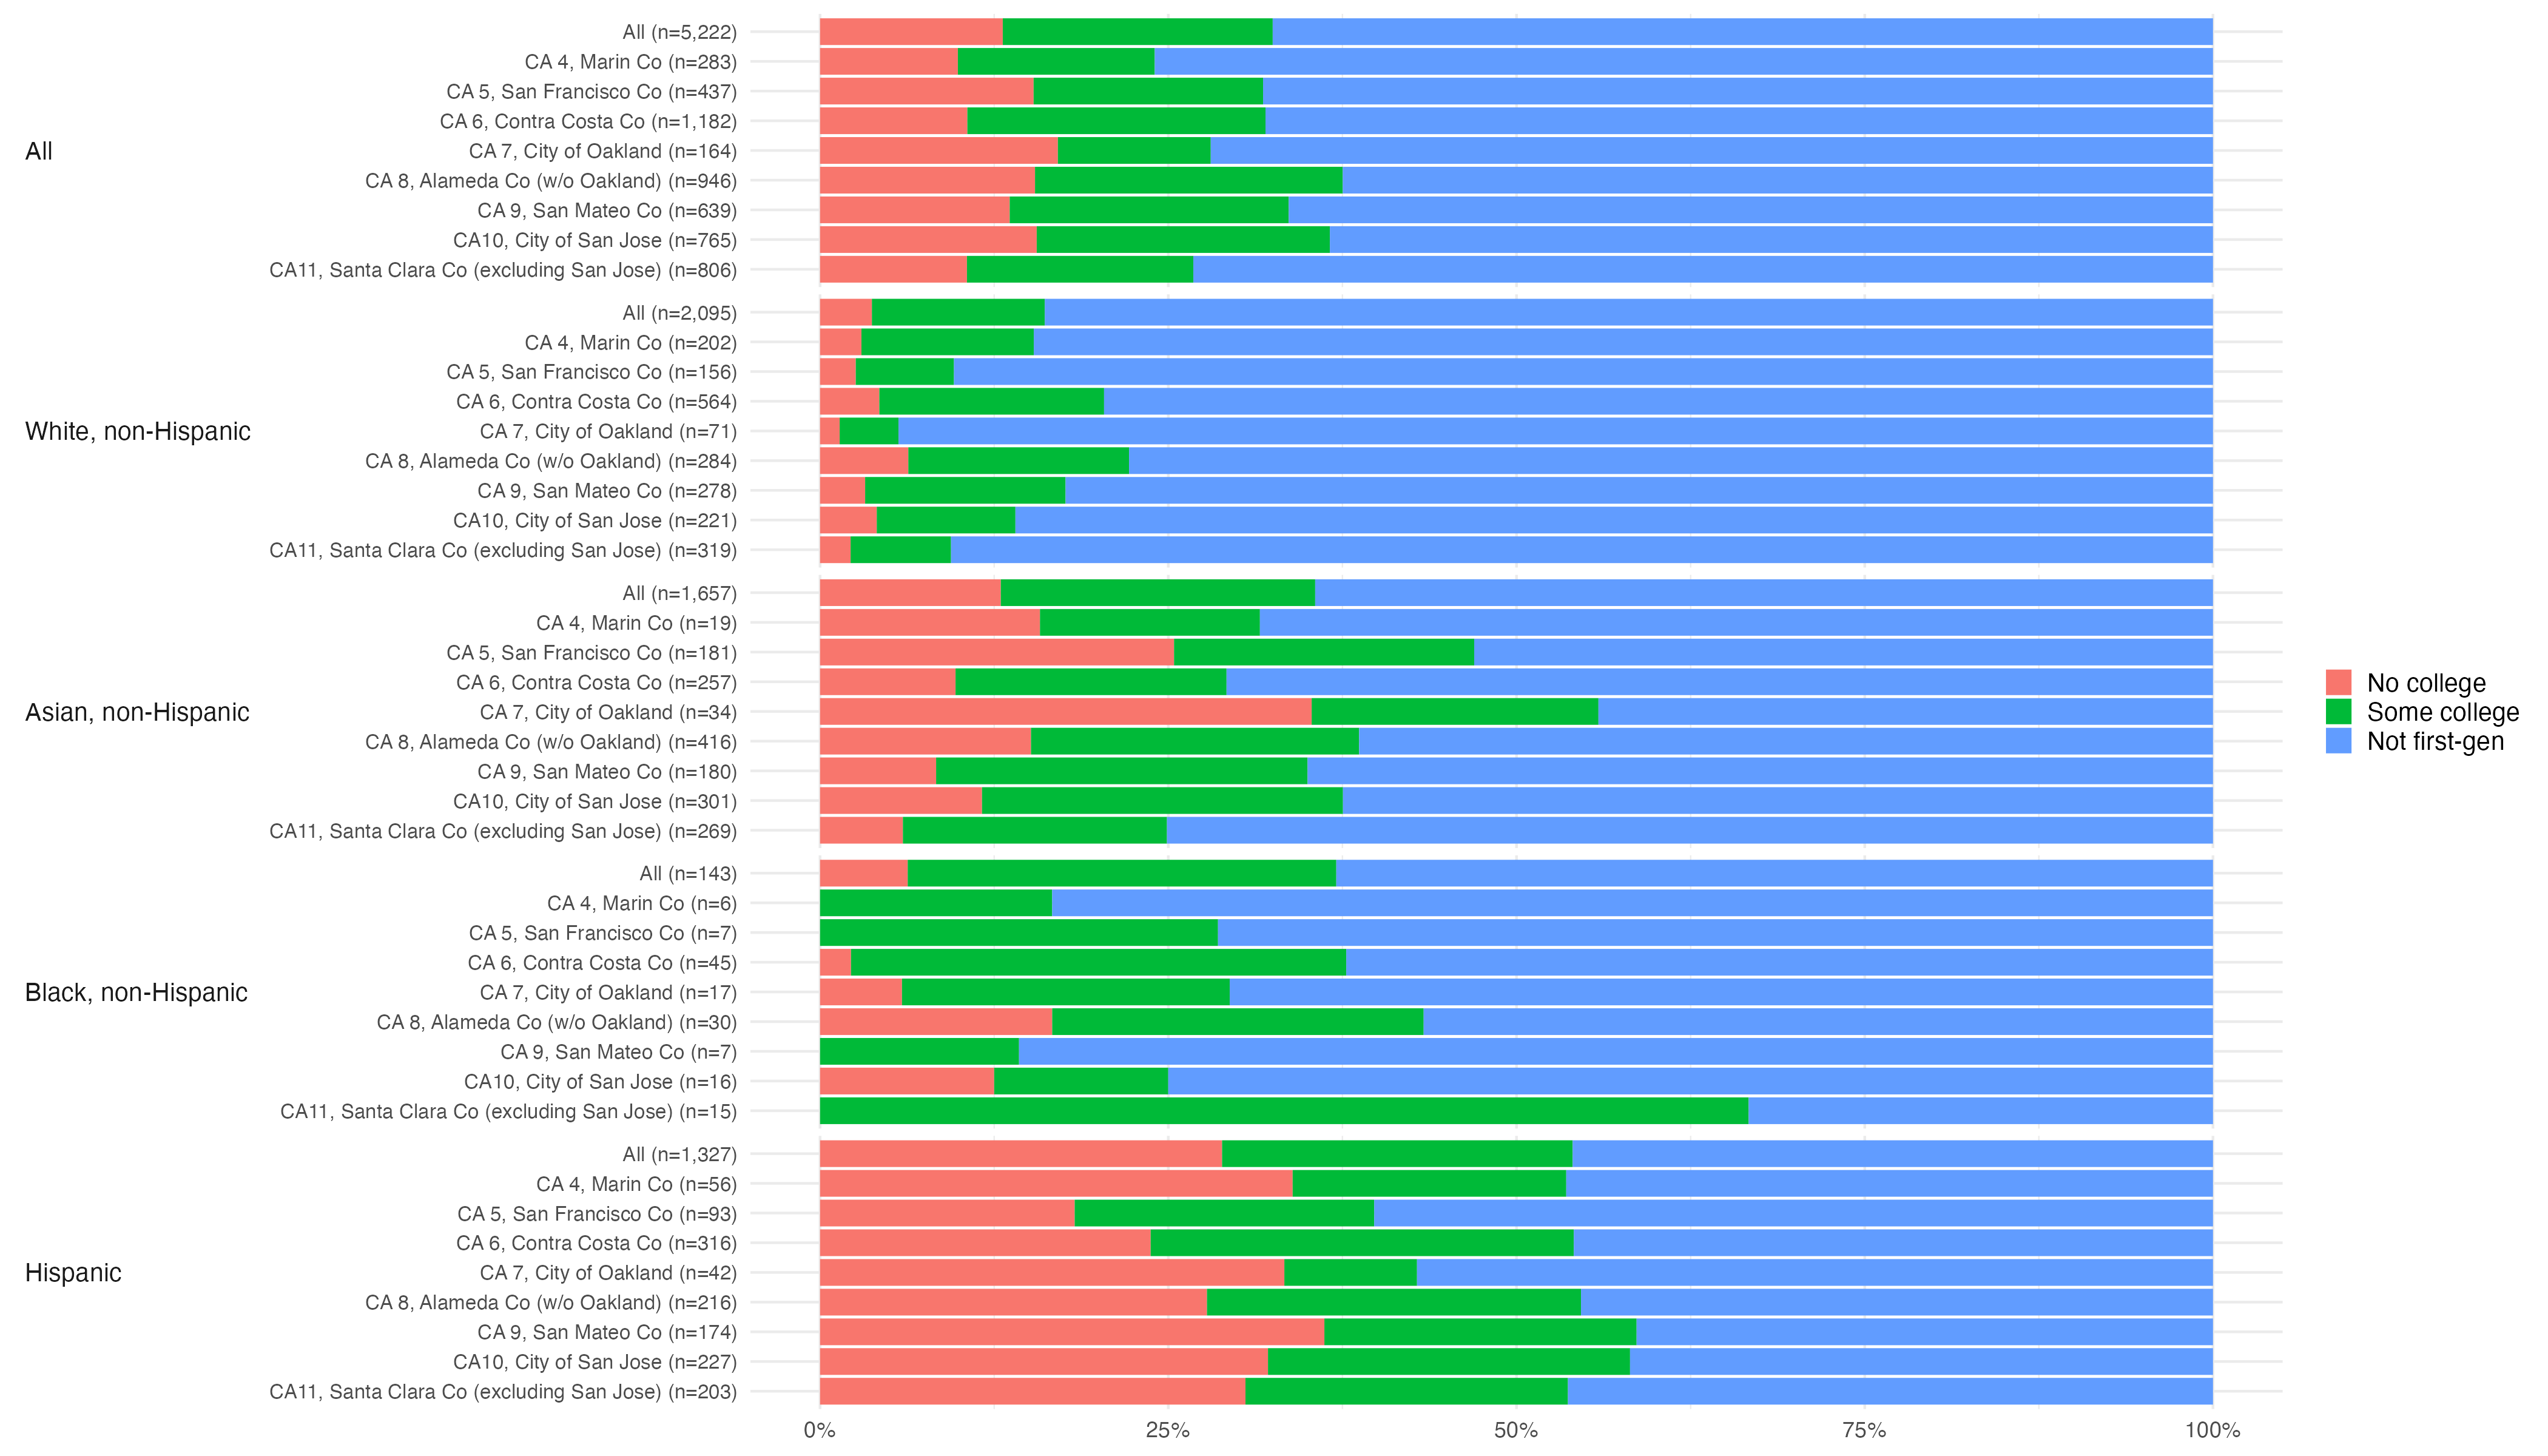 All
All (n=5,222)
CA 4, Marin Co (n=283)
CA 5, San Francisco Co (n=437)
CA 6, Contra Costa Co (n=1,182)
CA 7, City of Oakland (n=164)
CA 8, Alameda Co (w/o Oakland) (n=946)
CA 9, San Mateo Co (n=639)
CA10, City of San Jose (n=765)
CA11, Santa Clara Co (excluding San Jose) (n=806)
White, non-Hispanic
All (n=2,095)
CA 4, Marin Co (n=202)
CA 5, San Francisco Co (n=156)
CA 6, Contra Costa Co (n=564)
CA 7, City of Oakland (n=71)
CA 8, Alameda Co (w/o Oakland) (n=284)
CA 9, San Mateo Co (n=278)
CA10, City of San Jose (n=221)
CA11, Santa Clara Co (excluding San Jose) (n=319)
Asian, non-Hispanic
All (n=1,657)
CA 4, Marin Co (n=19)
CA 5, San Francisco Co (n=181)
CA 6, Contra Costa Co (n=257)
CA 7, City of Oakland (n=34)
CA 8, Alameda Co (w/o Oakland) (n=416)
CA 9, San Mateo Co (n=180)
CA10, City of San Jose (n=301)
CA11, Santa Clara Co (excluding San Jose) (n=269)
Black, non-Hispanic
All (n=143)
CA 4, Marin Co (n=6)
CA 5, San Francisco Co (n=7)
CA 6, Contra Costa Co (n=45)
CA 7, City of Oakland (n=17)
CA 8, Alameda Co (w/o Oakland) (n=30)
CA 9, San Mateo Co (n=7)
CA10, City of San Jose (n=16)
CA11, Santa Clara Co (excluding San Jose) (n=15)
Hispanic
All (n=1,327)
CA 4, Marin Co (n=56)
CA 5, San Francisco Co (n=93)
CA 6, Contra Costa Co (n=316)
CA 7, City of Oakland (n=42)
CA 8, Alameda Co (w/o Oakland) (n=216)
CA 9, San Mateo Co (n=174)
CA10, City of San Jose (n=227)
CA11, Santa Clara Co (excluding San Jose) (n=203)
0% 25% 50% 75% 100%
No college
Some college
Not first-gen